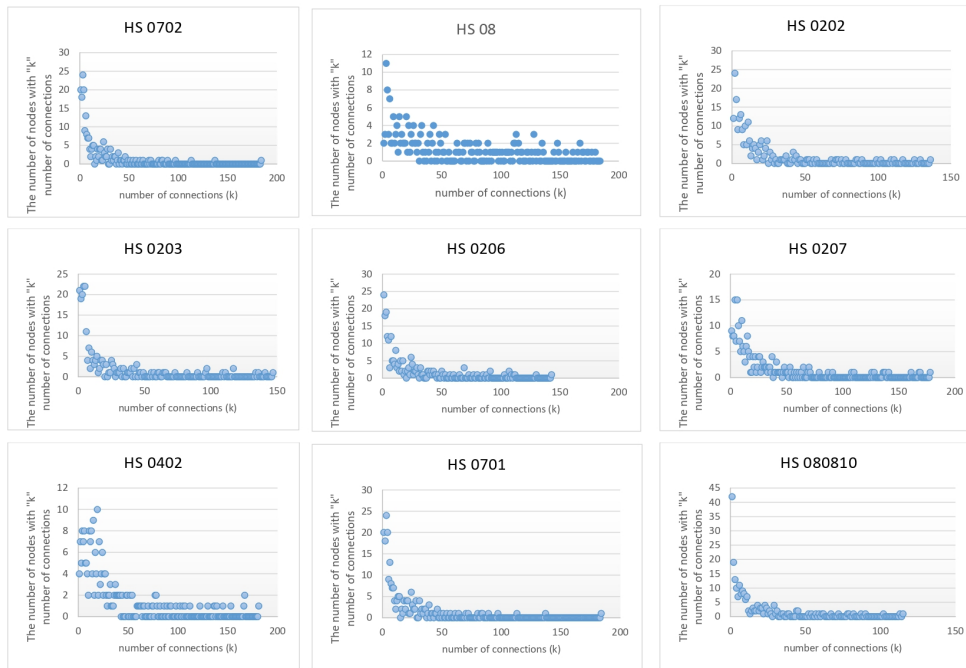 HS 0702
The number of nodes with "k"
number of connections
30
25
20
15
10
5
0
0
50
100
150
200
number of connections (k)
HS 08
The number of nodes with "k"
number of connections
12
10
8
6
4
2
0
0
50
100
150
200
number of connections (k)
HS 0202
The number of nodes with "k"
number of connections
30
25
20
15
10
5
0
0
50
100
150
number of connections (k)
HS 0203
The number of nodes with "k"
number of connections
25
20
15
10
5
0
0
50
100
150
number of connections (k)
HS 0206
The number of nodes with "k"
number of connections
30
25
20
15
10
5
0
0
50
100
150
200
number of connections (k)
HS 0207
The number of nodes with "k"
number of connections
20
15
10
5
0
0
50
100
150
200
number of connections (k)
HS 0402
The number of nodes with "k"
number of connections
12
10
8
6
4
2
0
0
50
100
150
200
number of connections (k)
HS 0701
The number of nodes with "k"
number of connections
30
25
20
15
10
5
0
0
50
100
150
200
number of connections (k)
HS 080810
The number of nodes with "k"
number of connections
45
40
35
30
25
20
15
10
5
0
0
50
100
150
number of connections (k)